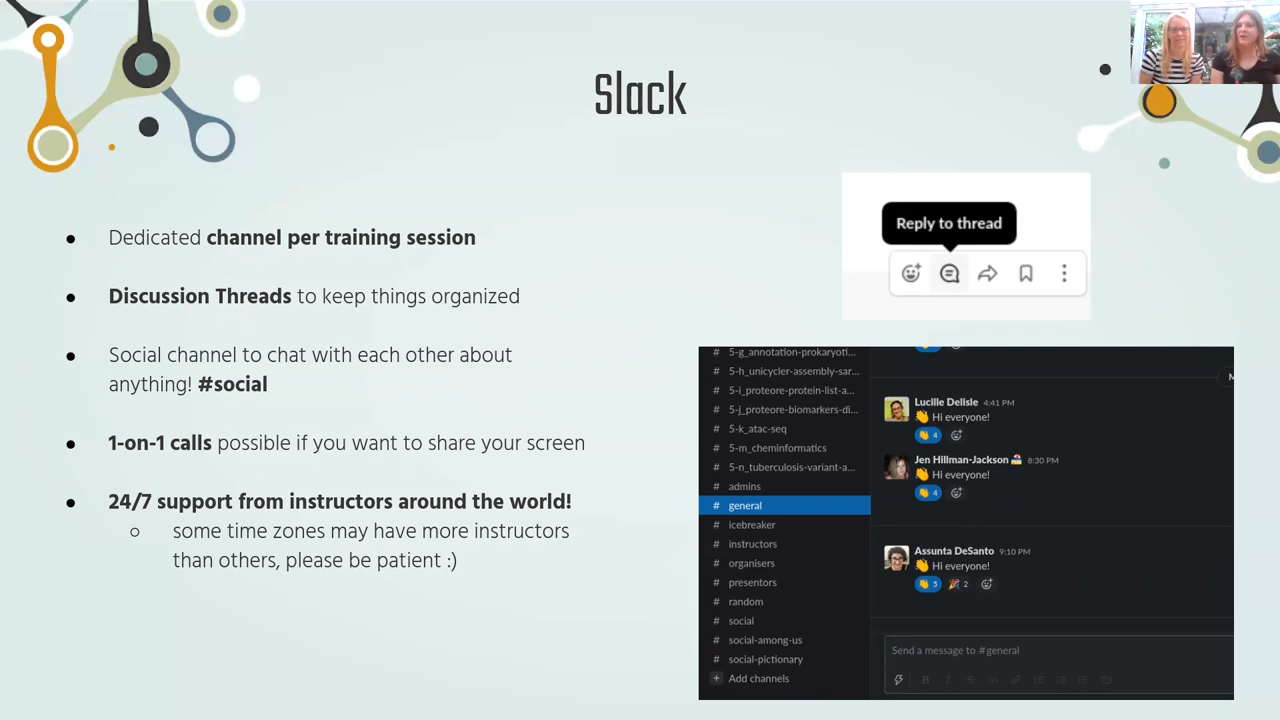 Slack
● Dedicated channel per training session
● Discussion Threads to keep things organized
● Social channel to chat with each other about
anything! #social
● 1-on-1 calls possible if you want to share your screen
● 24/7 support from instructors around the world!
○ some time zones may have more instructors
than others, please be patient :)
Reply to thread
# 5-g_annotation-prokaryoti...
# 5-h_unicycler-assembly-sar...
# 5-i_proteore-protein-list-a...
# 5-j_proteore-biomarkers-di...
# 5-k_atac-seq
# 5-m_cheminformatics
# 5-n_tuberculosis-variant-a...
# admins
# general
# icebreaker
# instructors
# organisers
# presentors
# random
# social
# social-among-us
# social-pictionary
+ Add channels
M
Lucille Delisle 4:41 PM
👋 Hi everyone!
👋 4
Jen Hillman-Jackson 🏖 8:30 PM
👋 Hi everyone!
👋 4
Assunta DeSanto 9:10 PM
👋 Hi everyone!
👋 5 🎉 2
Send a message to #general
B I S